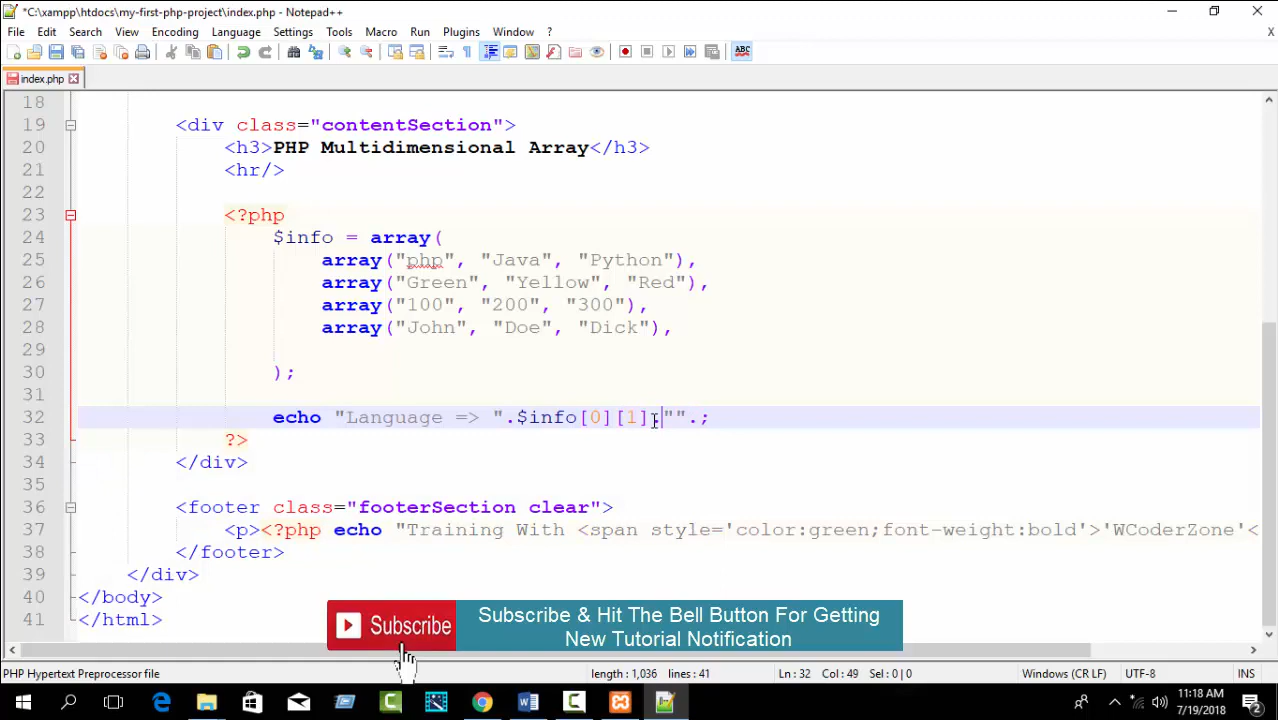 *C:\xampp\htdocs\my-first-php-project\index.php - Notepad++
File Edit Search View Encoding Language Settings Tools Macro Run Plugins Window ? X
ABC
index.php
18
19 <div class="contentSection">
20 <h3>PHP Multidimensional Array</h3>
21 <hr/>
22
23 <?php
24 $info = array(
25 array("php", "Java", "Python"),
26 array("Green", "Yellow", "Red"),
27 array("100", "200", "300"),
28 array("John", "Doe", "Dick"),
29
30 );
31
32 echo "Language => ".$info[0][1]."".;
33 ?>
34 </div>
35
36 <footer class="footerSection clear">
37 <p><?php echo "Training With <span style='color:green;font-weight:bold'>'WCoderZone'<
38 </footer>
39 </div>
40 </body>
41 </html>
Subscribe
Subscribe & Hit The Bell Button For Getting
New Tutorial Notification
PHP Hypertext Preprocessor file length : 1,036 lines : 41 Ln : 32 Col : 49 Sel : 0 | 0 Windows (CR LF) UTF-8 INS
11:18 AM
7/19/2018
2